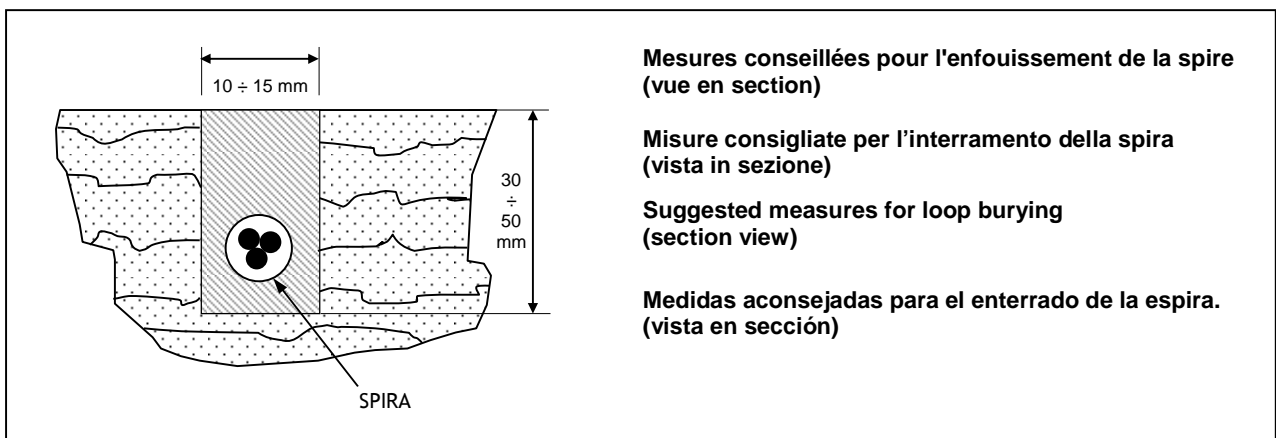 10 ÷ 15 mm
30
÷
50
mm
SPIRA
Mesures conseillées pour l'enfouissement de la spire
(vue en section)
Misure consigliate per l’interramento della spira
(vista in sezione)
Suggested measures for loop burying
(section view)
Medidas aconsejadas para el enterrado de la espira.
(vista en sección)